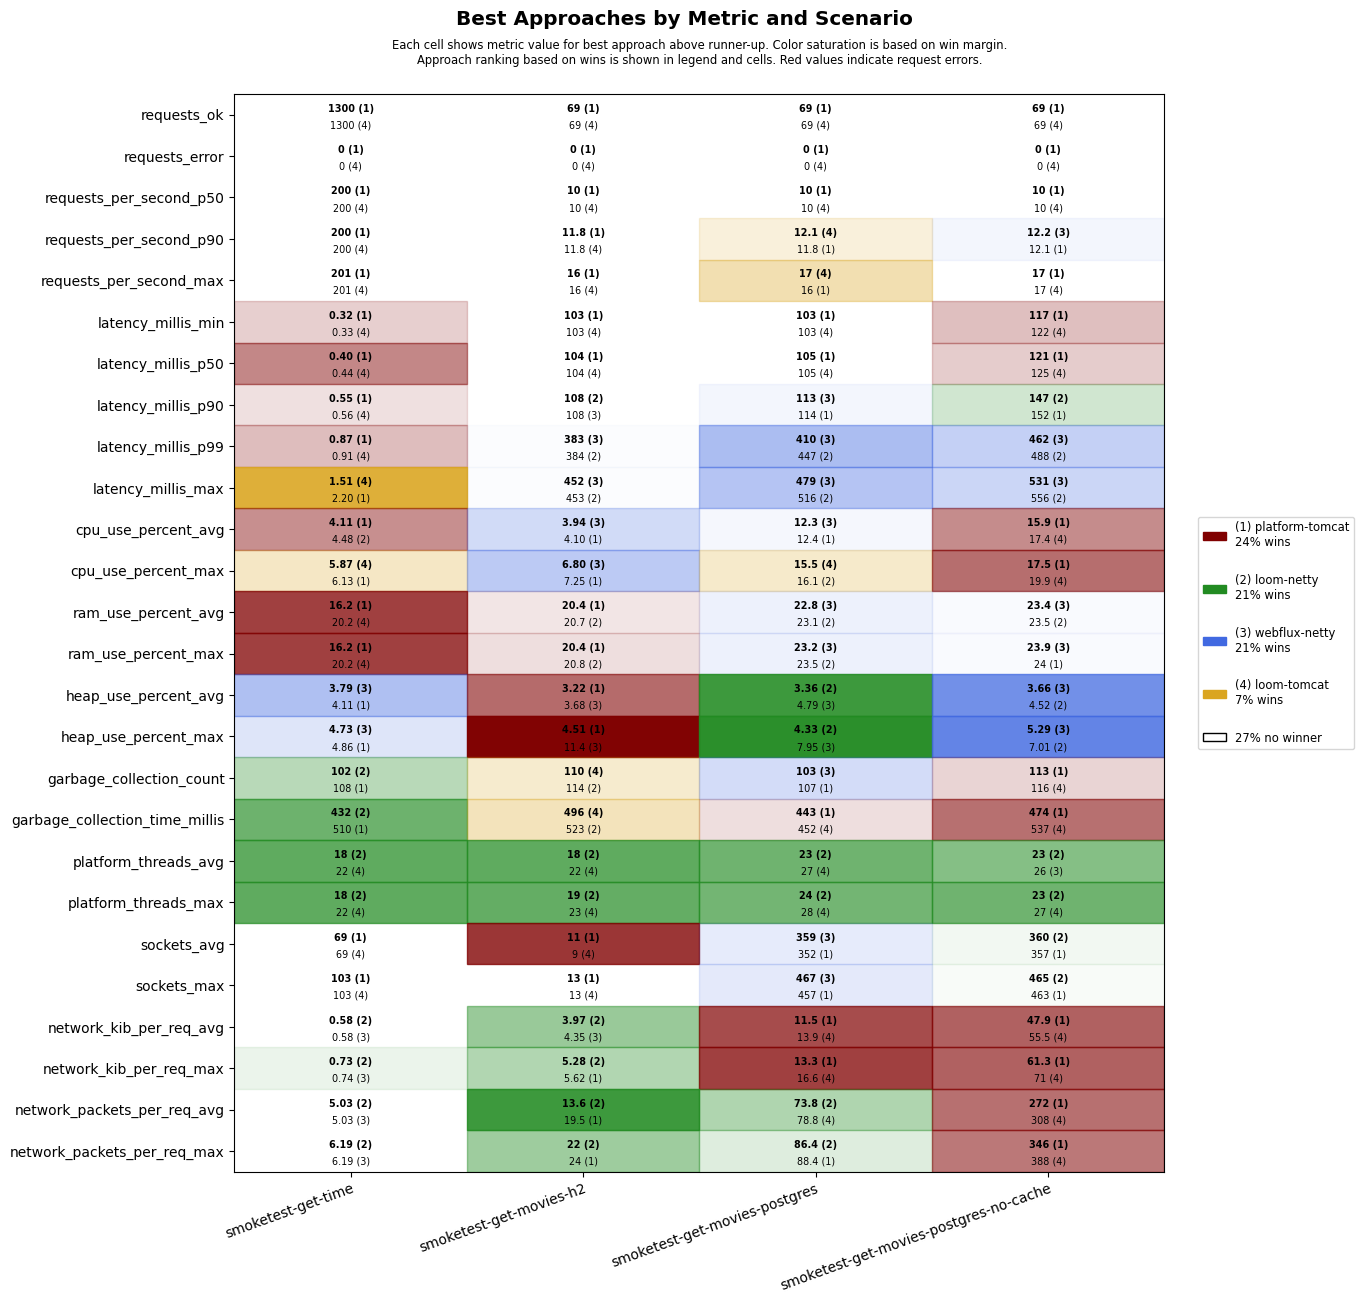 Best Approaches by Metric and Scenario
Each cell shows metric value for best approach above runner-up. Color saturation is based on win margin.
Approach ranking based on wins is shown in legend and cells. Red values indicate request errors.
requests_ok
1300 (1) 69 (1) 69 (1) 69 (1)
1300 (4) 69 (4) 69 (4) 69 (4)
requests_error
0 (1) 0 (1) 0 (1) 0 (1)
0 (4) 0 (4) 0 (4) 0 (4)
requests_per_second_p50
200 (1) 10 (1) 10 (1) 10 (1)
200 (4) 10 (4) 10 (4) 10 (4)
requests_per_second_p90
200 (1) 11.8 (1) 12.1 (4) 12.2 (3)
200 (4) 11.8 (4) 11.8 (1) 12.1 (1)
requests_per_second_max
201 (1) 16 (1) 17 (4) 17 (1)
201 (4) 16 (4) 16 (1) 17 (4)
latency_millis_min
0.32 (1) 103 (1) 103 (1) 117 (1)
0.33 (4) 103 (4) 103 (4) 122 (4)
latency_millis_p50
0.40 (1) 104 (1) 105 (1) 121 (1)
0.44 (4) 104 (4) 105 (4) 125 (4)
latency_millis_p90
0.55 (1) 108 (2) 113 (3) 147 (2)
0.56 (4) 108 (3) 114 (1) 152 (1)
latency_millis_p99
0.87 (1) 383 (3) 410 (3) 462 (3)
0.91 (4) 384 (2) 447 (2) 488 (2)
latency_millis_max
1.51 (4) 452 (3) 479 (3) 531 (3)
2.20 (1) 453 (2) 516 (2) 556 (2)
cpu_use_percent_avg
4.11 (1) 3.94 (3) 12.3 (3) 15.9 (1)
4.48 (2) 4.10 (1) 12.4 (1) 17.4 (4)
cpu_use_percent_max
5.87 (4) 6.80 (3) 15.5 (4) 17.5 (1)
6.13 (1) 7.25 (1) 16.1 (2) 19.9 (4)
ram_use_percent_avg
16.2 (1) 20.4 (1) 22.8 (3) 23.4 (3)
20.2 (4) 20.7 (2) 23.1 (2) 23.5 (2)
ram_use_percent_max
16.2 (1) 20.4 (1) 23.2 (3) 23.9 (3)
20.2 (4) 20.8 (2) 23.5 (2) 24 (1)
heap_use_percent_avg
3.79 (3) 3.22 (1) 3.36 (2) 3.66 (3)
4.11 (1) 3.68 (3) 4.79 (3) 4.52 (2)
heap_use_percent_max
4.73 (3) 4.51 (1) 4.33 (2) 5.29 (3)
4.86 (1) 11.4 (3) 7.95 (3) 7.01 (2)
garbage_collection_count
102 (2) 110 (4) 103 (3) 113 (1)
108 (1) 114 (2) 107 (1) 116 (4)
garbage_collection_time_millis
432 (2) 496 (4) 443 (1) 474 (1)
510 (1) 523 (2) 452 (4) 537 (4)
platform_threads_avg
18 (2) 18 (2) 23 (2) 23 (2)
22 (4) 22 (4) 27 (4) 26 (3)
platform_threads_max
18 (2) 19 (2) 24 (2) 23 (2)
22 (4) 23 (4) 28 (4) 27 (4)
sockets_avg
69 (1) 11 (1) 359 (3) 360 (2)
69 (4) 9 (4) 352 (1) 357 (1)
sockets_max
103 (1) 13 (1) 467 (3) 465 (2)
103 (4) 13 (4) 457 (1) 463 (1)
network_kib_per_req_avg
0.58 (2) 3.97 (2) 11.5 (1) 47.9 (1)
0.58 (3) 4.35 (3) 13.9 (4) 55.5 (4)
network_kib_per_req_max
0.73 (2) 5.28 (2) 13.3 (1) 61.3 (1)
0.74 (3) 5.62 (1) 16.6 (4) 71 (4)
network_packets_per_req_avg
5.03 (2) 13.6 (2) 73.8 (2) 272 (1)
5.03 (3) 19.5 (1) 78.8 (4) 308 (4)
network_packets_per_req_max
6.19 (2) 22 (2) 86.4 (2) 346 (1)
6.19 (3) 24 (1) 88.4 (1) 388 (4)
smoketest-get-time
smoketest-get-movies-h2
smoketest-get-movies-postgres
smoketest-get-movies-postgres-no-cache
(1) platform-tomcat
24% wins
(2) loom-netty
21% wins
(3) webflux-netty
21% wins
(4) loom-tomcat
7% wins
27% no winner